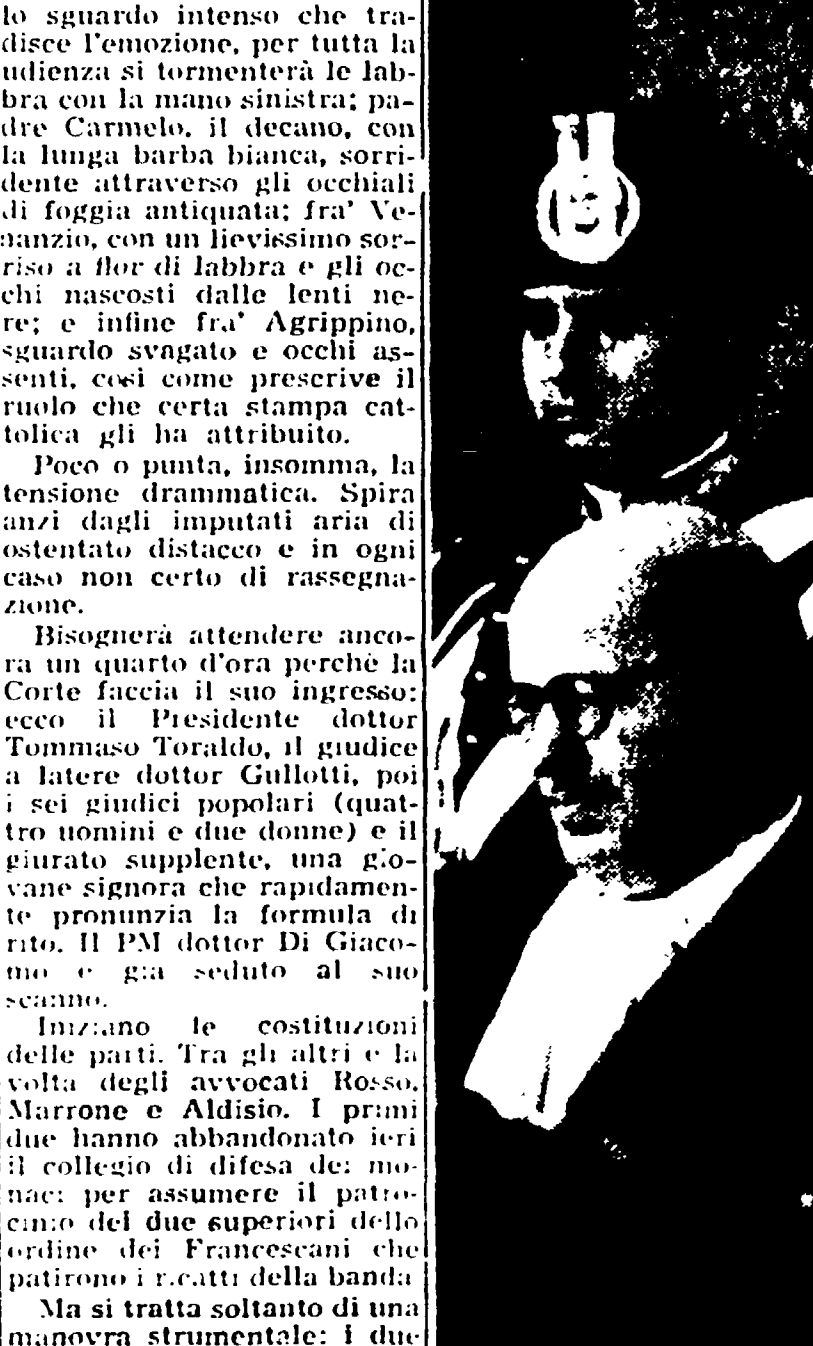 lo sguardo intenso che tra-
disce l'emozione, per tutta la
udienza si tormenterà le lab-
bra con la mano sinistra; pa-
dre Carmelo, il decano, con
la lunga barba bianca, sorri-
dente attraverso gli occhiali
di foggia antiquata; fra' Ve-
nanzio, con un lievissimo sor-
riso a fior di labbra e gli oc-
chi nascosti dalle lenti ne-
re; e infine fra' Agrippino,
sguardo svagato e occhi as-
senti, così come prescrive il
ruolo che certa stampa cat-
tolica gli ha attribuito.
Poco o punta, insomma, la
tensione drammatica. Spira
anzi dagli imputati aria di
ostentato distacco e in ogni
caso non certo di rassegna-
zione.
Bisognerà attendere anco-
ra un quarto d'ora perchè la
Corte faccia il suo ingresso:
ecco il Presidente dottor
Tommaso Toraldo, il giudice
a latere dottor Gullotti, poi
i sei giudici popolari (quat-
tro uomini e due donne) e il
giurato supplente, una gio-
vane signora che rapidamen-
te pronunzia la formula di
rito. Il PM dottor Di Giaco-
mo e già seduto al suo
scanno.
Iniziano le costituzioni
delle parti. Tra gli altri e la
volta degli avvocati Rosso,
Marrone e Aldisio. I primi
due hanno abbandonato ieri
il collegio di difesa dei mo-
naci per assumere il patro-
cinio dei due superiori dello
ordine dei Francescani che
patirono i ricatti della banda
Ma si tratta soltanto di una
manovra strumentale: i due